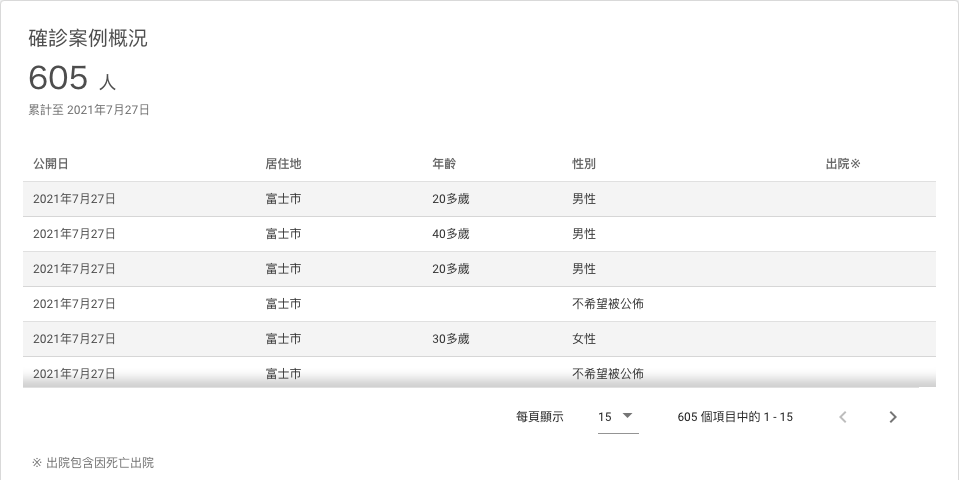 確診案例概況
605 人
累計至 2021年7月27日
公開日 居住地 年齡 性別 出院※
2021年7月27日 富士市 20多歲 男性
2021年7月27日 富士市 40多歲 男性
2021年7月27日 富士市 20多歲 男性
2021年7月27日 富士市 不希望被公佈
2021年7月27日 富士市 30多歲 女性
2021年7月27日 富士市 不希望被公佈
每頁顯示 15 605 個項目中的 1 - 15
※ 出院包含因死亡出院